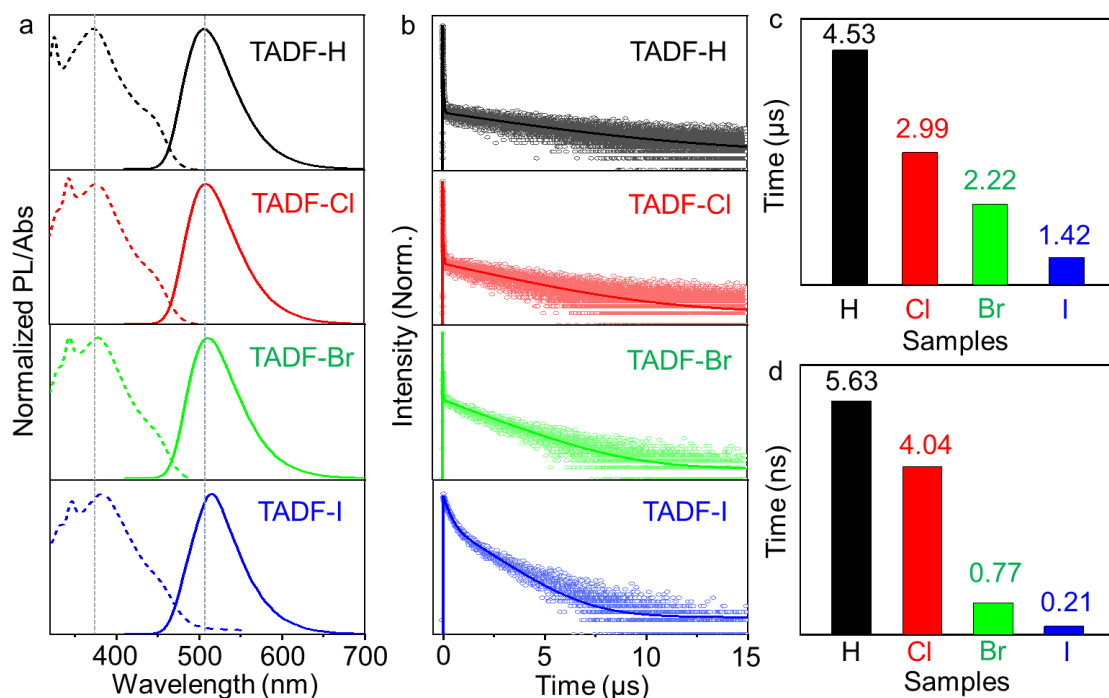 a
Normalized PL/Abs
TADF-H
TADF-Cl
TADF-Br
TADF-I
400 500 600 700
Wavelength (nm)
b
Intensity (Norm.)
TADF-H
TADF-Cl
TADF-Br
TADF-I
0 5 10 15
Time (µs)
c
Time (µs)
4.53
2.99
2.22
1.42
H Cl Br I
Samples
d
Time (ns)
5.63
4.04
0.77
0.21
H Cl Br I
Samples